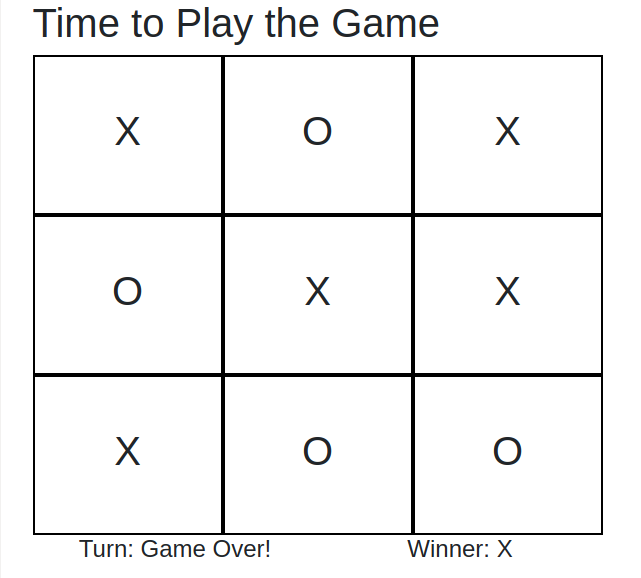 Time to Play the Game
X O X
O X X
X O O
Turn: Game Over! Winner: X